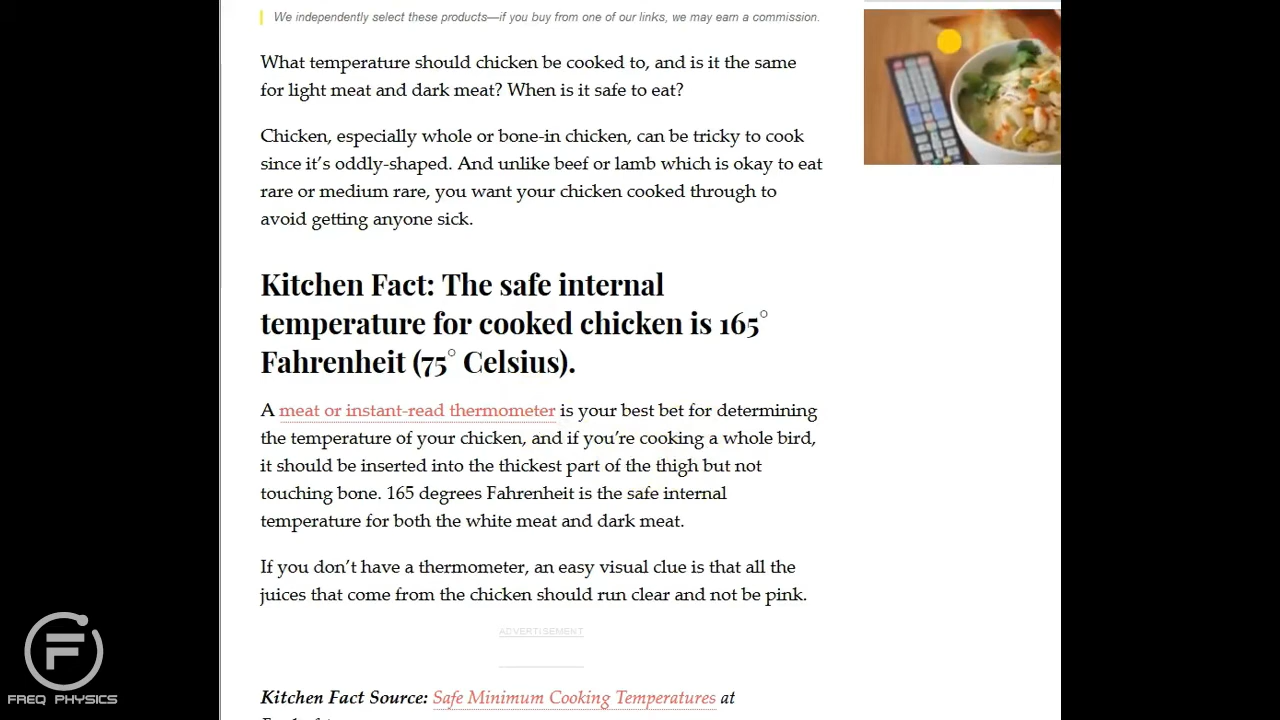 We independently select these products—if you buy from one of our links, we may earn a commission.
What temperature should chicken be cooked to, and is it the same
for light meat and dark meat? When is it safe to eat?
Chicken, especially whole or bone-in chicken, can be tricky to cook
since it’s oddly-shaped. And unlike beef or lamb which is okay to eat
rare or medium rare, you want your chicken cooked through to
avoid getting anyone sick.
Kitchen Fact: The safe internal
temperature for cooked chicken is 165°
Fahrenheit (75° Celsius).
A meat or instant-read thermometer is your best bet for determining
the temperature of your chicken, and if you’re cooking a whole bird,
it should be inserted into the thickest part of the thigh but not
touching bone. 165 degrees Fahrenheit is the safe internal
temperature for both the white meat and dark meat.
If you don’t have a thermometer, an easy visual clue is that all the
juices that come from the chicken should run clear and not be pink.
ADVERTISEMENT
Kitchen Fact Source: Safe Minimum Cooking Temperatures at
FREQ PHYSICS